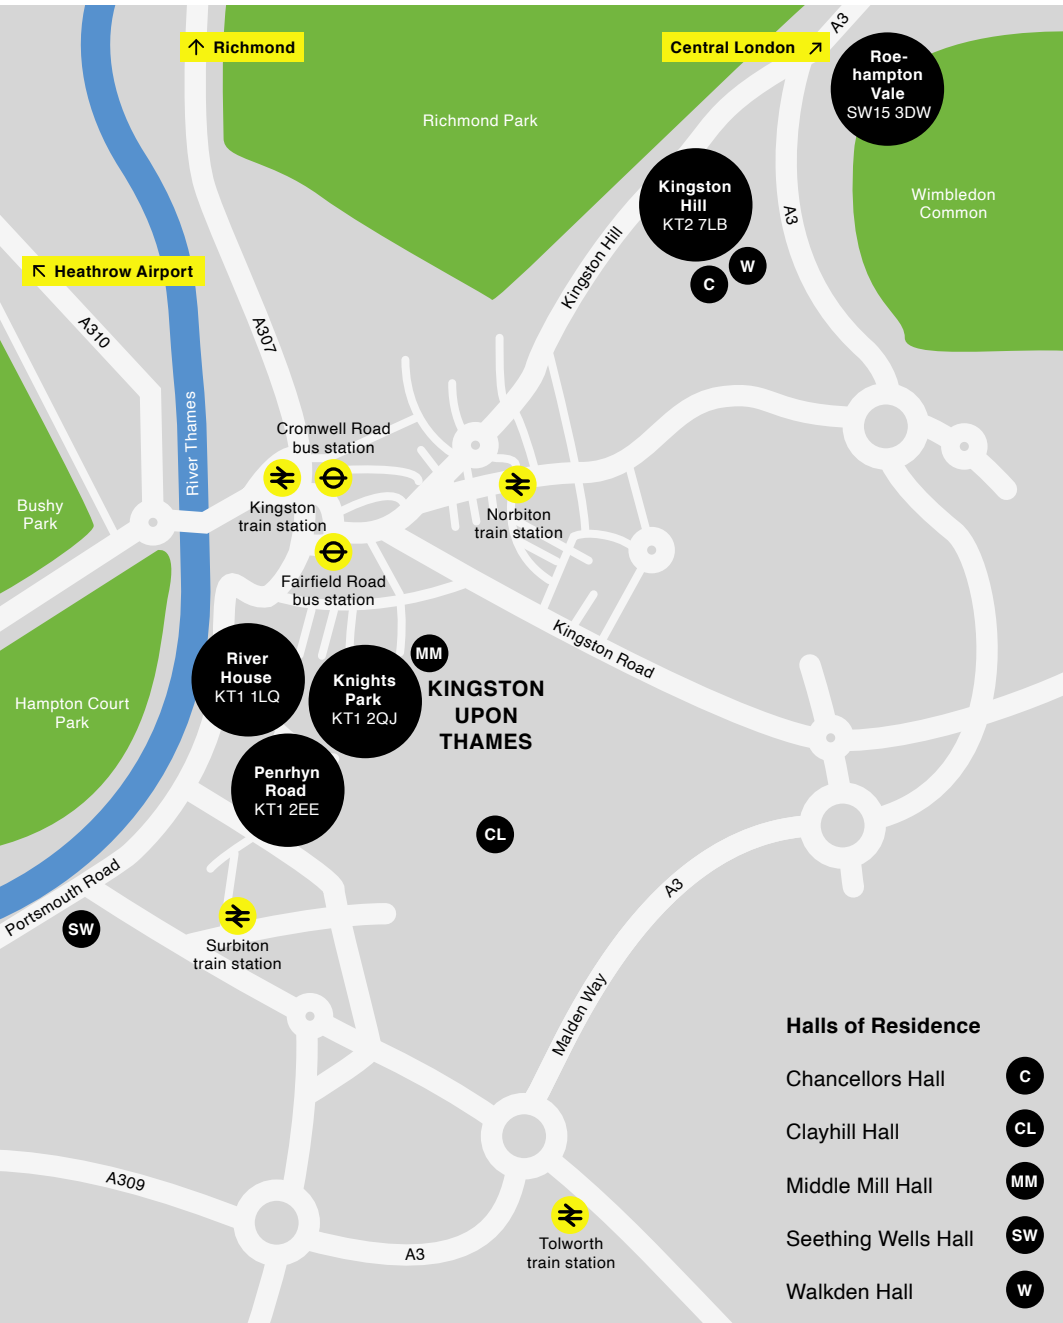 A3
Richmond
Central London
Roe-
hampton
Vale
SW15 3DW
Richmond Park
Kingston
Hill
KT2 7LB
Wimbledon
Common
A3
Kingston Hill
W
C
Heathrow Airport
A310
A307
River Thames
Cromwell Road
bus station
Kingston
train station
Norbiton
train station
Bushy
Park
Fairfield Road
bus station
Kingston Road
River
House
KT1 1LQ
Knights
Park
KT1 2QJ
MM
KINGSTON
UPON
THAMES
Hampton Court
Park
Penrhyn
Road
KT1 2EE
CL
Portsmouth Road
A3
SW
Surbiton
train station
Malden Way
A309
A3
Tolworth
train station
Halls of Residence
Chancellors Hall C
Clayhill Hall CL
Middle Mill Hall MM
Seething Wells Hall SW
Walkden Hall W